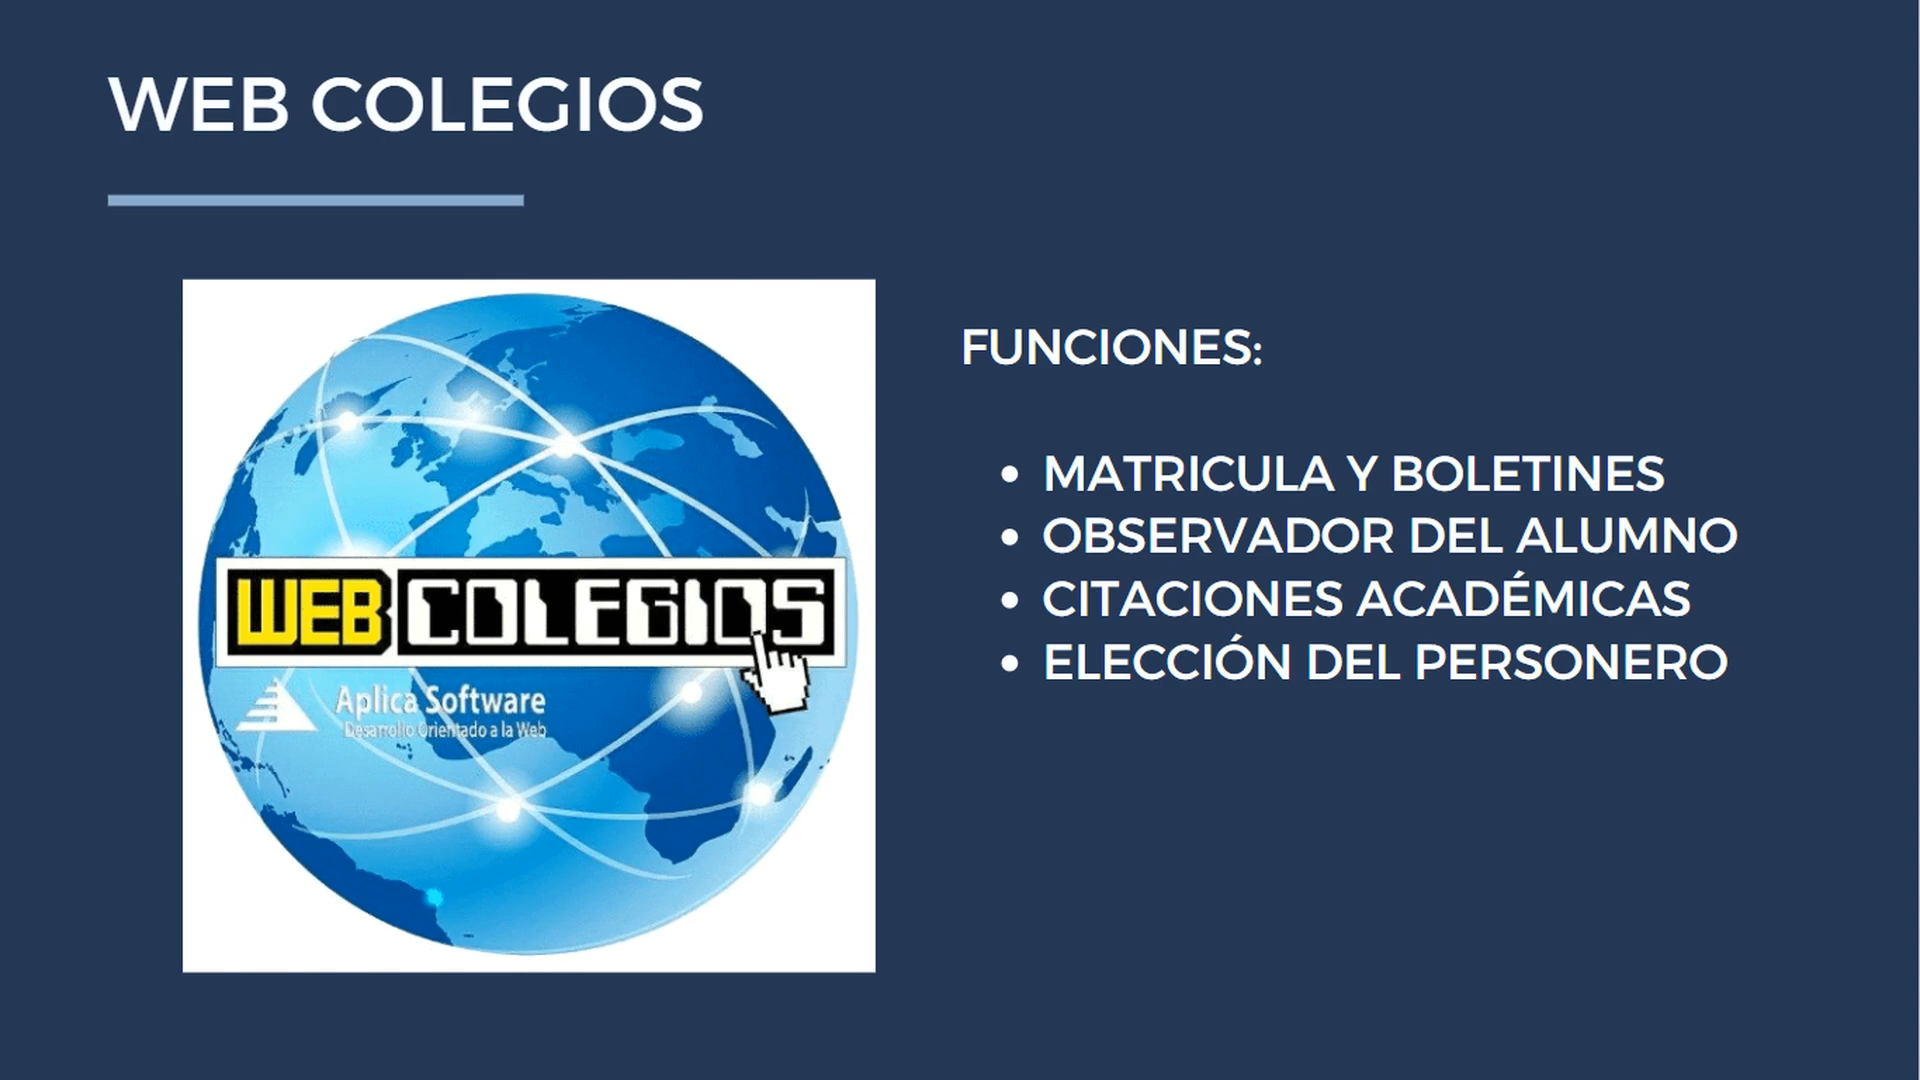 WEB COLEGIOS
WEB COLEGIOS
Aplica Software
Desarrollo Orientado a la Web
FUNCIONES:
• MATRICULA Y BOLETINES
• OBSERVADOR DEL ALUMNO
• CITACIONES ACADÉMICAS
• ELECCIÓN DEL PERSONERO